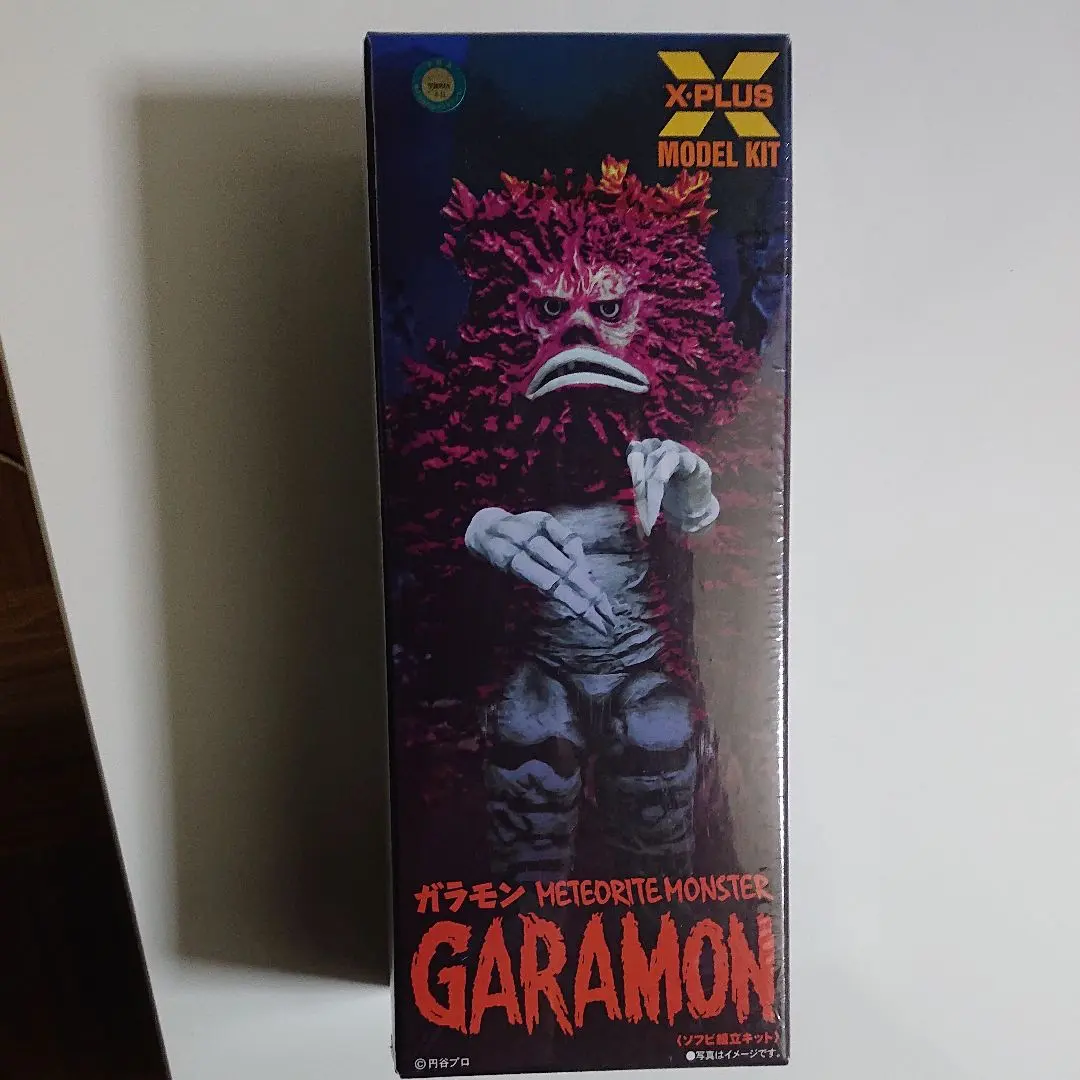 X·PLUS
MODEL KIT
ガラモン METEORITE MONSTER
GARAMON
〈ソフビ組立キット〉
●写真はイメージです。
©円谷プロ